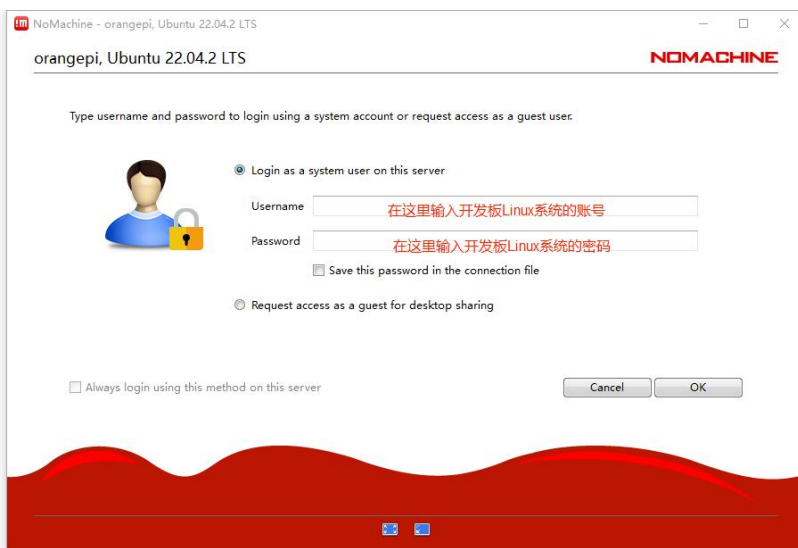 NoMachine - orangepi, Ubuntu 22.04.2 LTS
orangepi, Ubuntu 22.04.2 LTS
NOMACHINE
Type username and password to login using a system account or request access as a guest user.
Login as a system user on this server
Username 在这里输入开发板Linux系统的账号
Password 在这里输入开发板Linux系统的密码
Save this password in the connection file
Request access as a guest for desktop sharing
Always login using this method on this server
Cancel OK